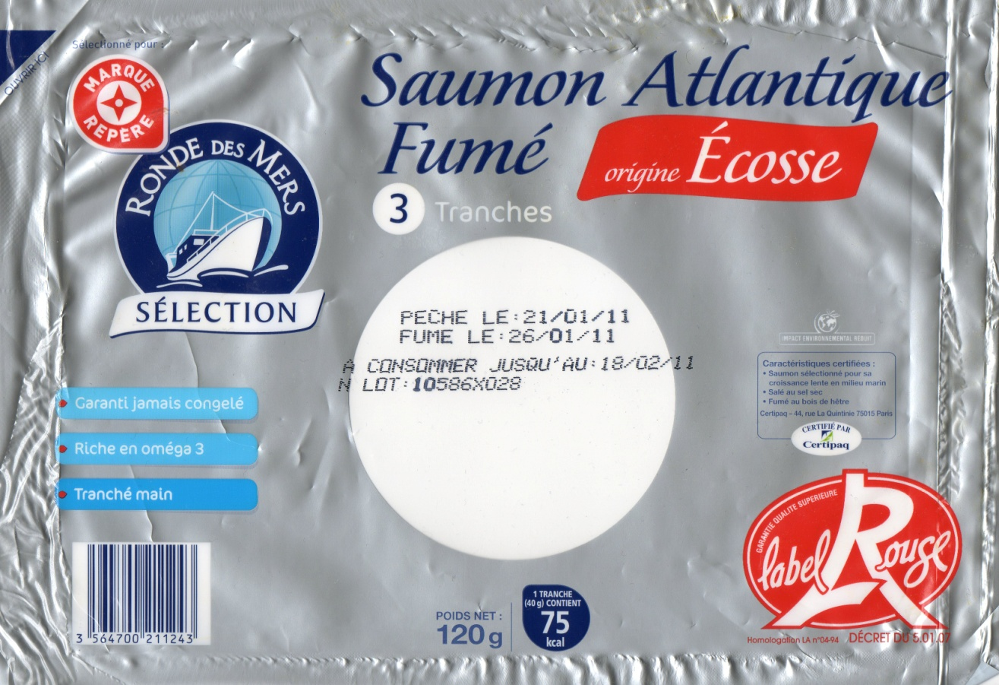 OUVRIR ICI
Sélectionné pour :
MARQUE
REPÈRE
RONDE DES MERS
SÉLECTION
Saumon Atlantique
Fumé
origine Écosse
3 Tranches
PECHE LE:21/01/11
FUME LE:26/01/11
A CONSOMMER JUSQU'AU:18/02/11
N LOT:10586X028
Garanti jamais congelé
Riche en oméga 3
Tranché main
IMPACT ENVIRONNEMENTAL RÉDUIT
Caractéristiques certifiées :
• Saumon sélectionné pour sa
croissance lente en milieu marin
• Salé au sel sec
• Fumé au bois de hêtre
Certipaq – 44, rue La Quintinie 75015 Paris
CERTIFIÉ PAR
Certipaq
GARANTIE QUALITE SUPERIEURE
label Rouge
Homologation LA n°04-94 DÉCRET DU 5.01.07
3 564700 211243
POIDS NET :
120 g
1 TRANCHE
(40 g) CONTIENT
75
kcal